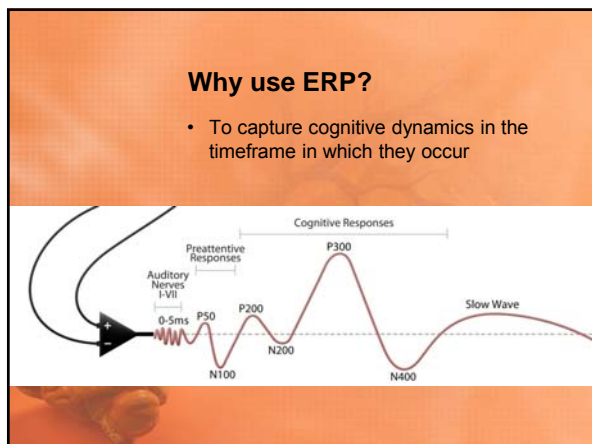 Why use ERP?
• To capture cognitive dynamics in the
timeframe in which they occur
Cognitive Responses
Preattentive
Responses
P300
Auditory
Nerves
I-VII
0-5ms
P50
P200
Slow Wave
+
−
N100
N200
N400